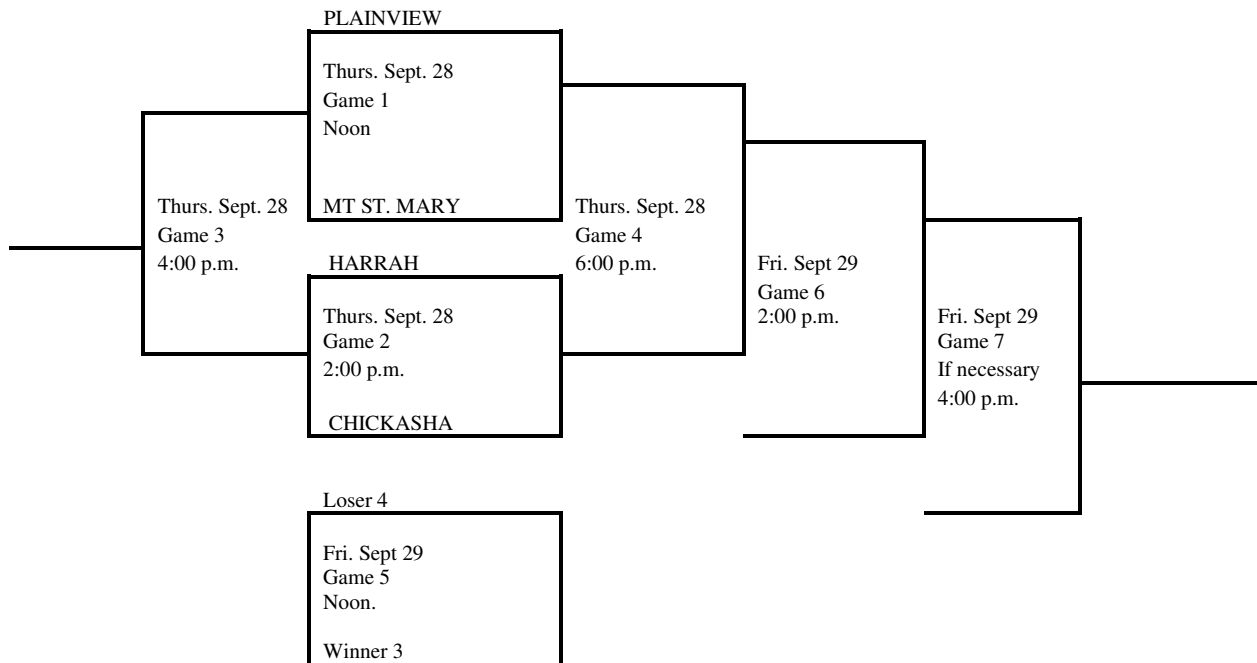 PLAINVIEW
Thurs. Sept. 28
Game 1
Noon
MT ST. MARY
Thurs. Sept. 28
Game 3
4:00 p.m.
HARRAH
Thurs. Sept. 28
Game 2
2:00 p.m.
CHICKASHA
Thurs. Sept. 28
Game 4
6:00 p.m.
Fri. Sept 29
Game 6
2:00 p.m.
Fri. Sept 29
Game 7
If necessary
4:00 p.m.
Loser 4
Fri. Sept 29
Game 5
Noon.
Winner 3